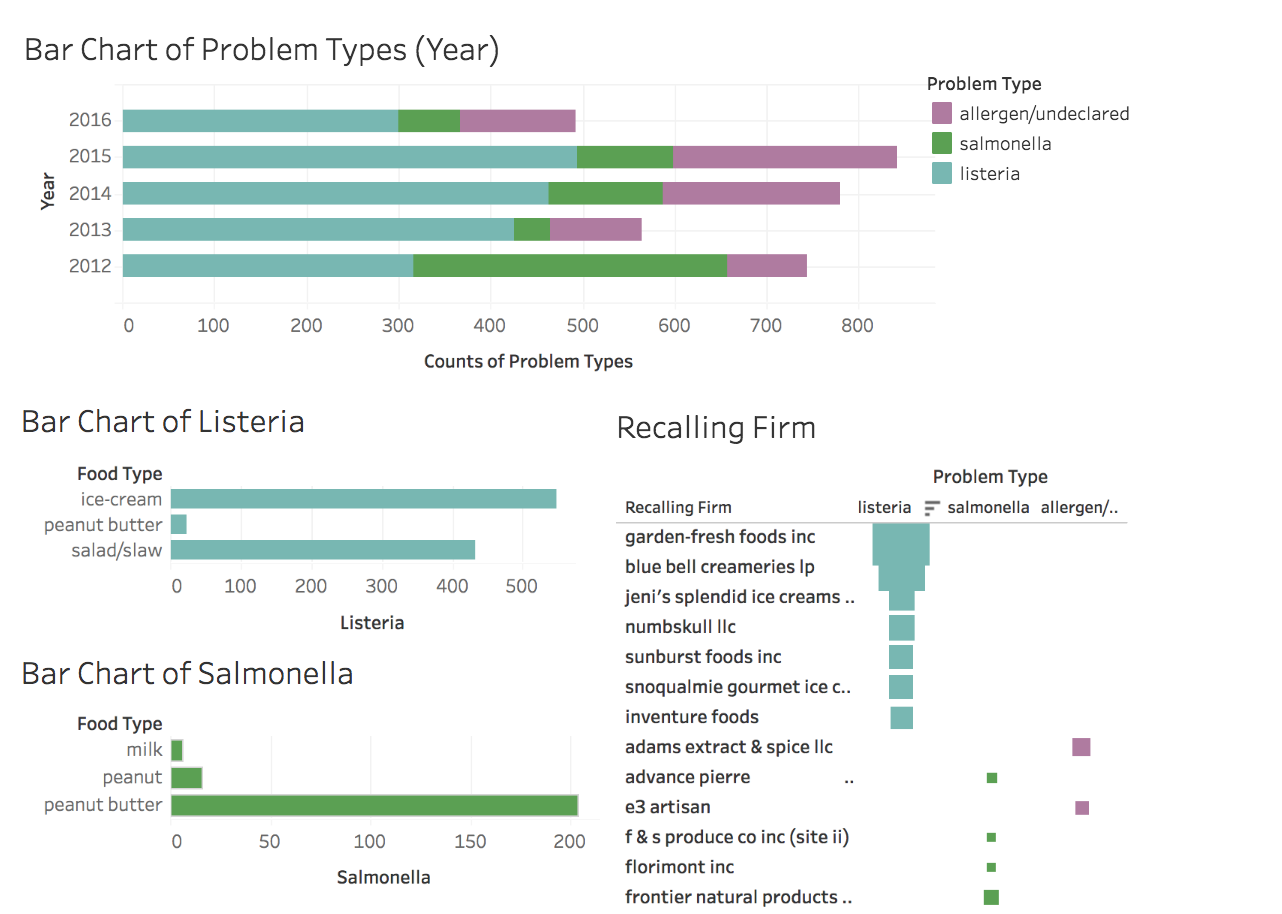 Bar Chart of Problem Types (Year)
Problem Type
allergen/undeclared
salmonella
listeria
Year
2016
2015
2014
2013
2012
0 100 200 300 400 500 600 700 800
Counts of Problem Types
Bar Chart of Listeria
Food Type
ice-cream
peanut butter
salad/slaw
0 100 200 300 400 500
Listeria
Bar Chart of Salmonella
Food Type
milk
peanut
peanut butter
0 50 100 150 200
Salmonella
Recalling Firm
Problem Type
Recalling Firm listeria salmonella allergen/..
garden-fresh foods inc
blue bell creameries lp
jeni's splendid ice creams ..
numbskull llc
sunburst foods inc
snoqualmie gourmet ice c..
inventure foods
adams extract & spice llc
advance pierre ..
e3 artisan
f & s produce co inc (site ii)
florimont inc
frontier natural products ..